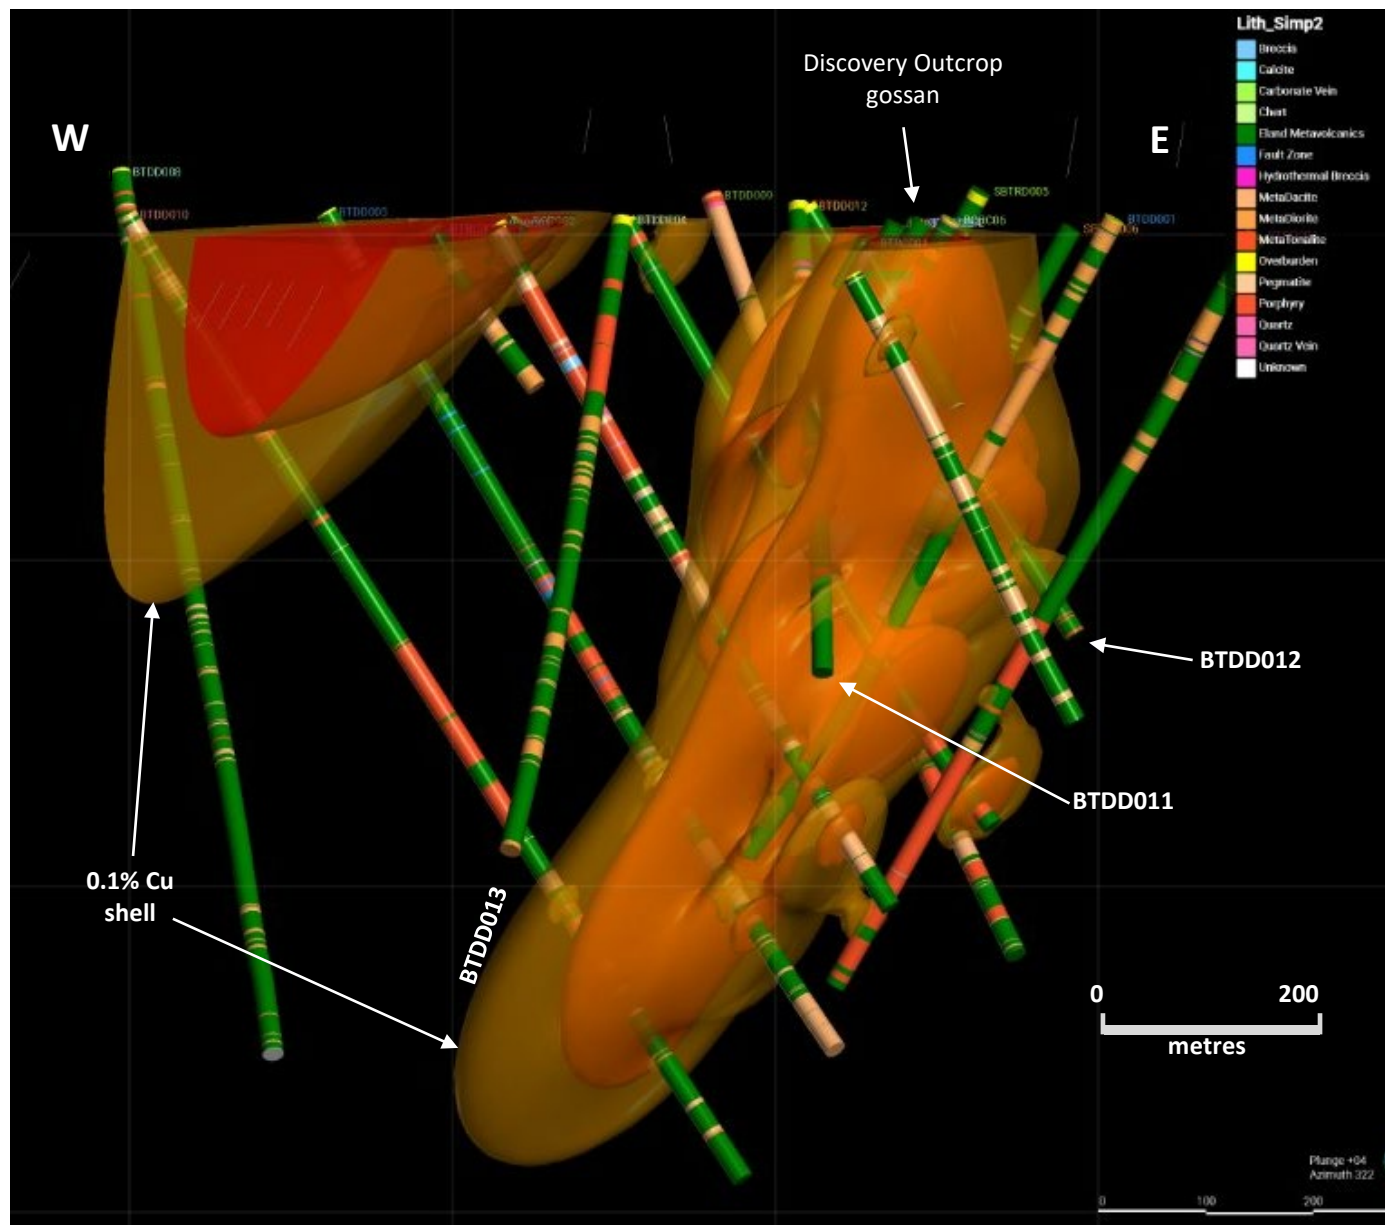 Lith_Simp2
Breccia
Calcite
Carbonate Vein
Chert
Eland Metavolcanics
Fault Zone
Hydrothermal Breccia
MetaDacite
MetaDiorite
MetaTonalite
Overburden
Pegmatite
Porphyry
Quartz
Quartz Vein
Unknown
Discovery Outcrop
gossan
W
E
BTDD008
BTDD010
BTDD009
BTDD012
SBTRD005
BTDD001
BTDD012
BTDD011
0.1% Cu
shell
BTDD013
0 200
metres
Plunge +04
Azimuth 322
0 100 200